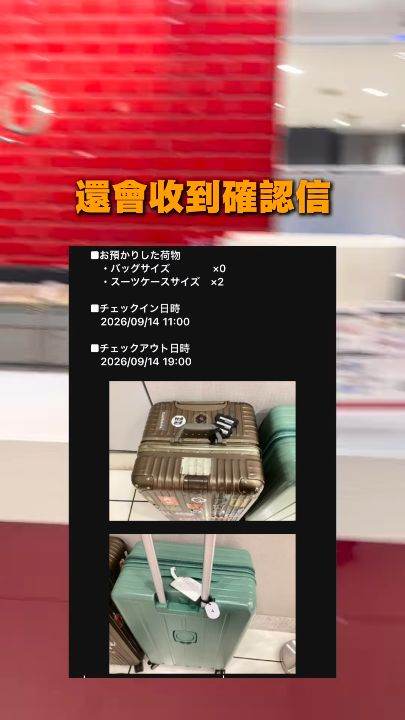 還會收到確認信
■お預かりした荷物
・バッグサイズ ×0
・スーツケースサイズ ×2
■チェックイン日時
2026/09/14 11:00
■チェックアウト日時
2026/09/14 19:00